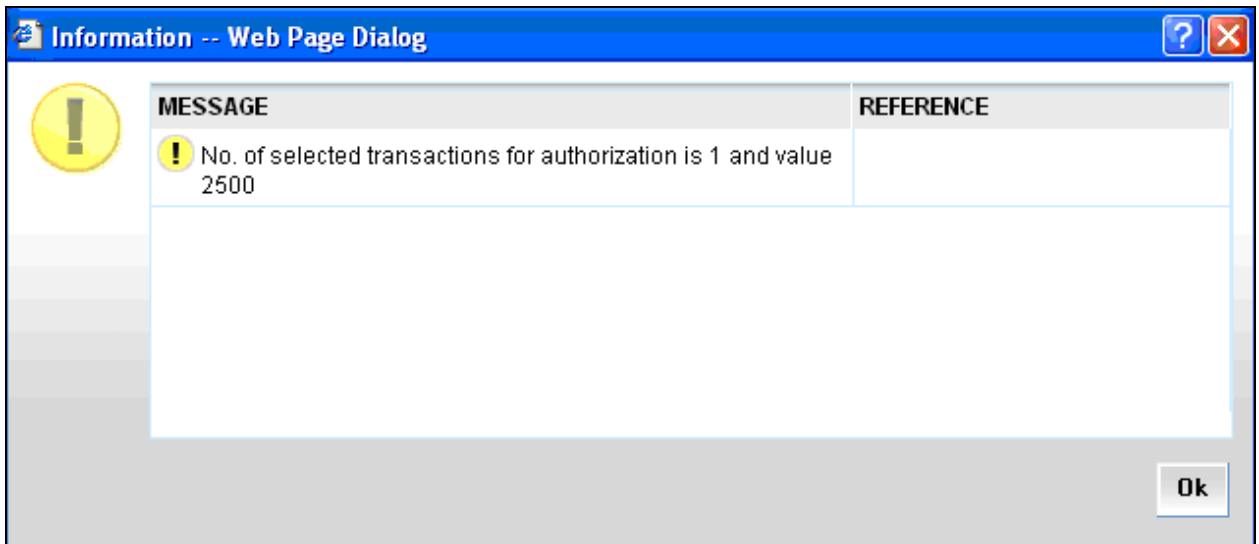 Information -- Web Page Dialog
MESSAGE REFERENCE
No. of selected transactions for authorization is 1 and value
2500
Ok